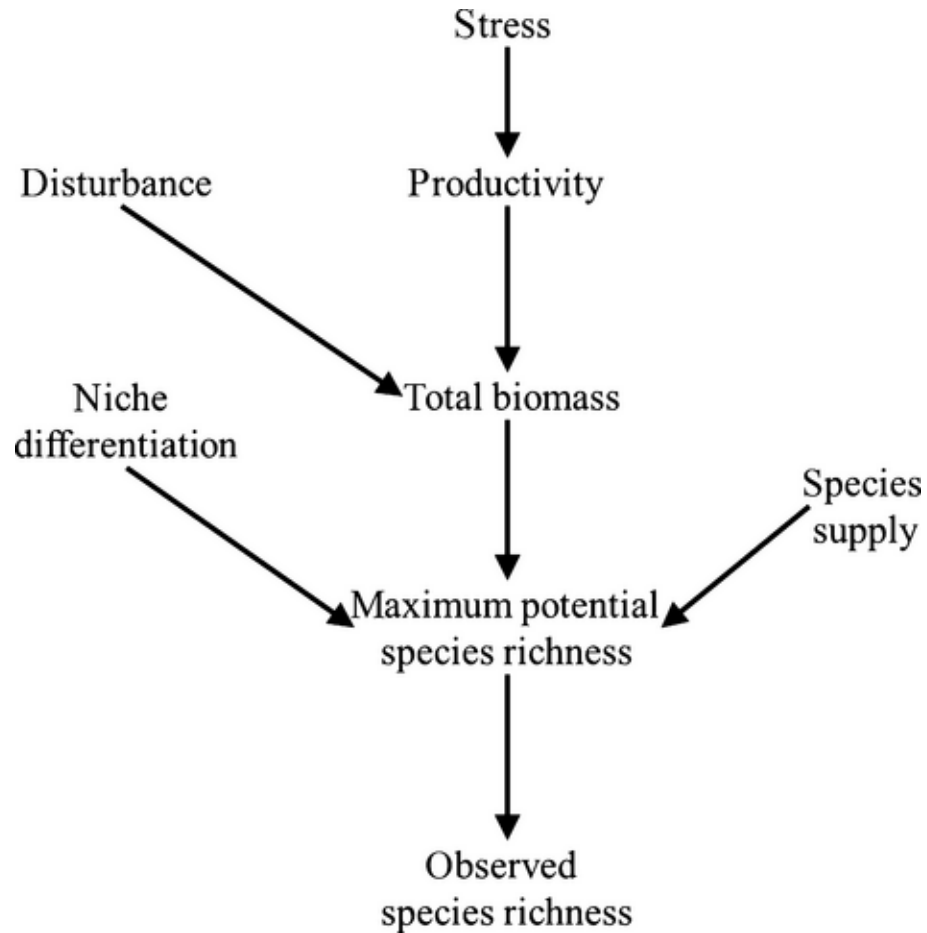 Stress
Disturbance
Productivity
Niche
differentiation
Total biomass
Species
supply
Maximum potential
species richness
Observed
species richness